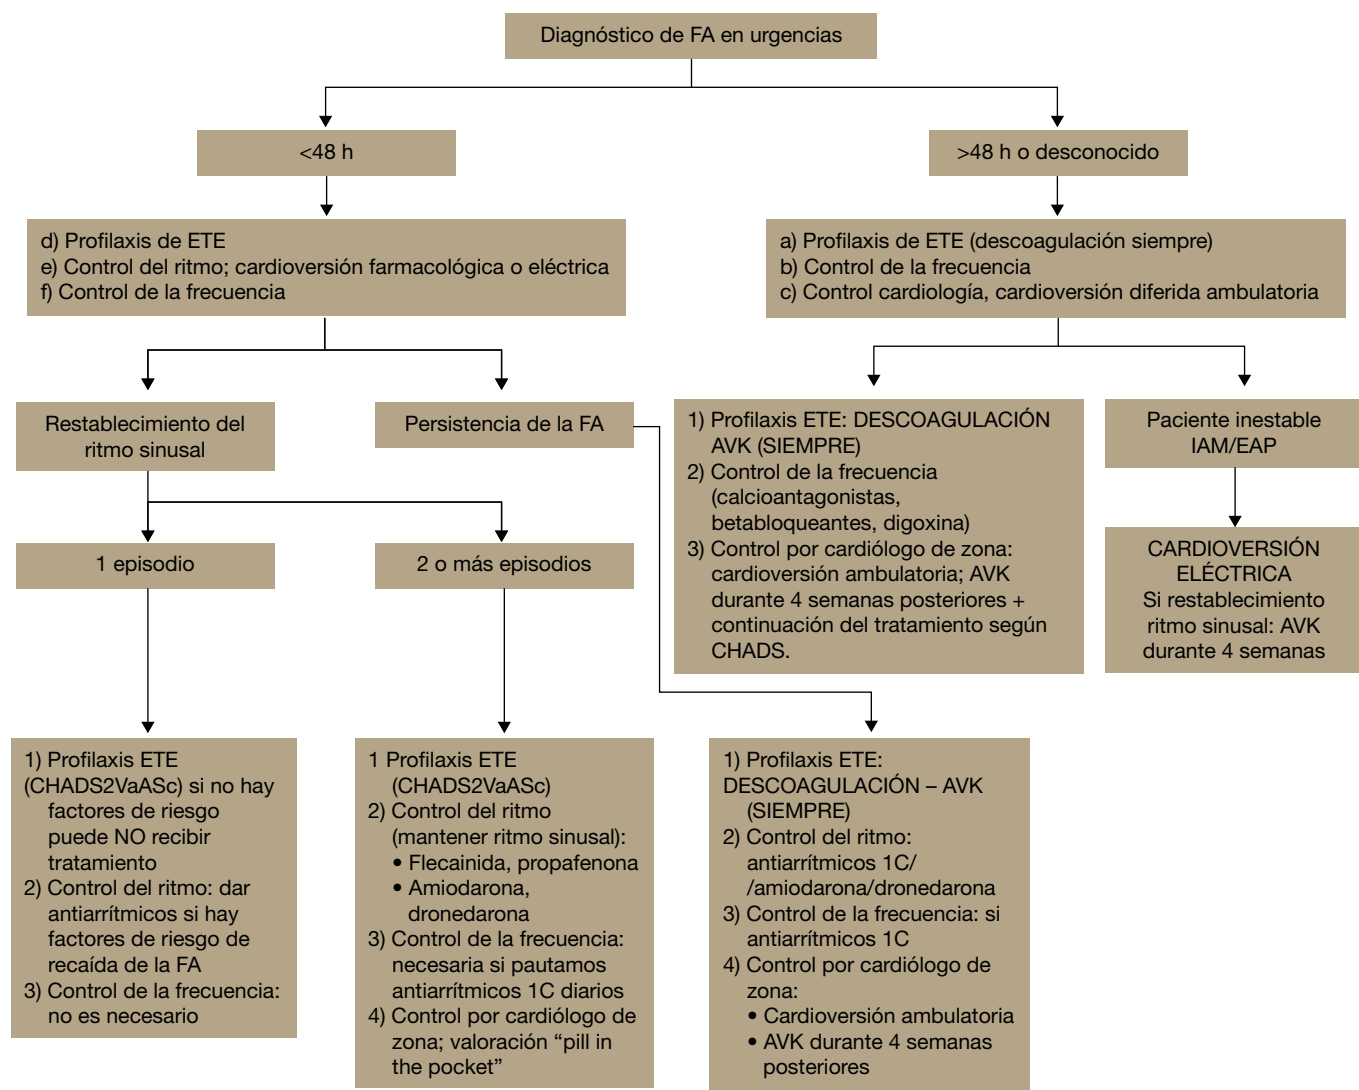 Diagnóstico de FA en urgencias
<48 h
>48 h o desconocido
d) Profilaxis de ETE
e) Control del ritmo; cardioversión farmacológica o eléctrica
f) Control de la frecuencia
a) Profilaxis de ETE (descoagulación siempre)
b) Control de la frecuencia
c) Control cardiología, cardioversión diferida ambulatoria
Restablecimiento del
ritmo sinusal
Persistencia de la FA
1) Profilaxis ETE: DESCOAGULACIÓN
AVK (SIEMPRE)
2) Control de la frecuencia
(calcioantagonistas,
betabloqueantes, digoxina)
3) Control por cardiólogo de zona:
cardioversión ambulatoria; AVK
durante 4 semanas posteriores +
continuación del tratamiento según
CHADS.
Paciente inestable
IAM/EAP
1 episodio
2 o más episodios
CARDIOVERSIÓN
ELÉCTRICA
Si restablecimiento
ritmo sinusal: AVK
durante 4 semanas
1) Profilaxis ETE
(CHADS2VaASc) si no hay
factores de riesgo
puede NO recibir
tratamiento
2) Control del ritmo: dar
antiarrítmicos si hay
factores de riesgo de
recaída de la FA
3) Control de la frecuencia:
no es necesario
1 Profilaxis ETE
(CHADS2VaASc)
2) Control del ritmo
(mantener ritmo sinusal):
• Flecainida, propafenona
• Amiodarona,
dronedarona
3) Control de la frecuencia:
necesaria si pautamos
antiarrítmicos 1C diarios
4) Control por cardiólogo de
zona; valoración “pill in
the pocket”
1) Profilaxis ETE:
DESCOAGULACIÓN – AVK
(SIEMPRE)
2) Control del ritmo:
antiarrítmicos 1C/
/amiodarona/dronedarona
3) Control de la frecuencia: si
antiarrítmicos 1C
4) Control por cardiólogo de
zona:
• Cardioversión ambulatoria
• AVK durante 4 semanas
posteriores